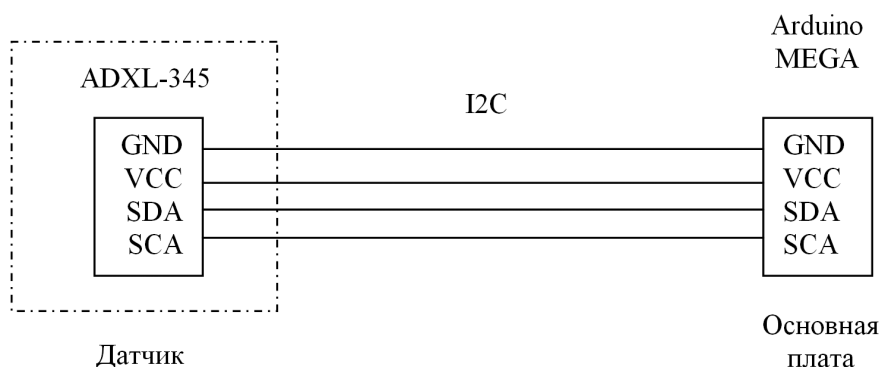 Arduino
MEGA
ADXL-345
I2C
GND
VCC
SDA
SCA
GND
VCC
SDA
SCA
Датчик
Основная
плата